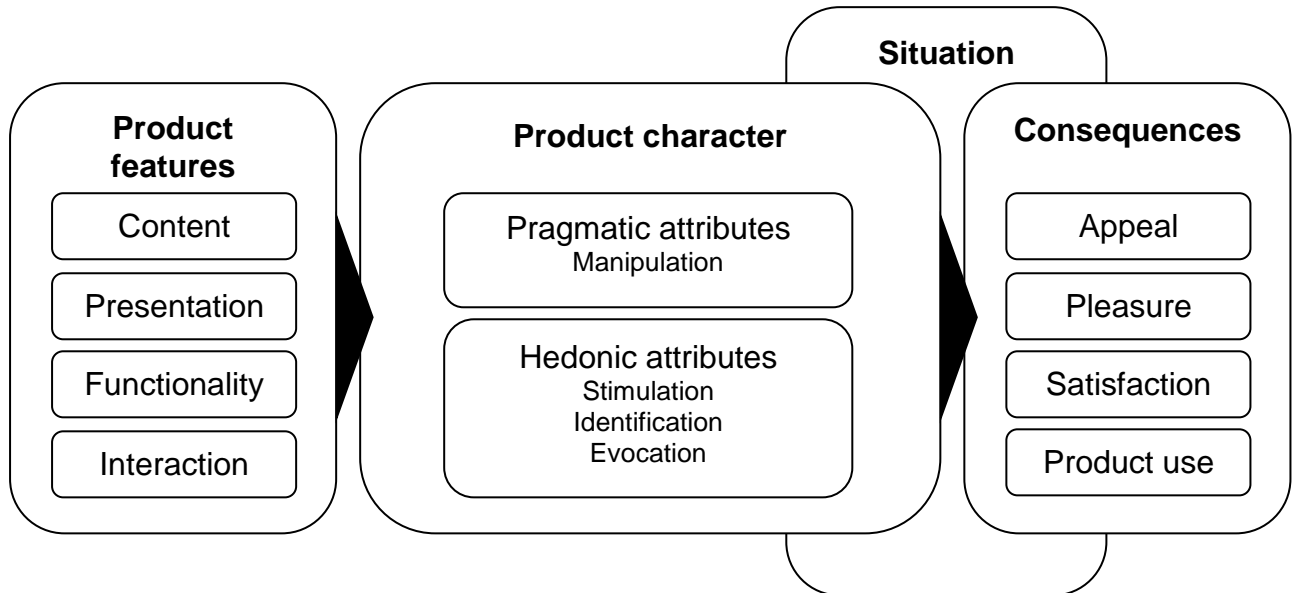 Situation
Product
features
Content
Presentation
Functionality
Interaction
Product character
Pragmatic attributes
Manipulation
Hedonic attributes
Stimulation
Identification
Evocation
Consequences
Appeal
Pleasure
Satisfaction
Product use